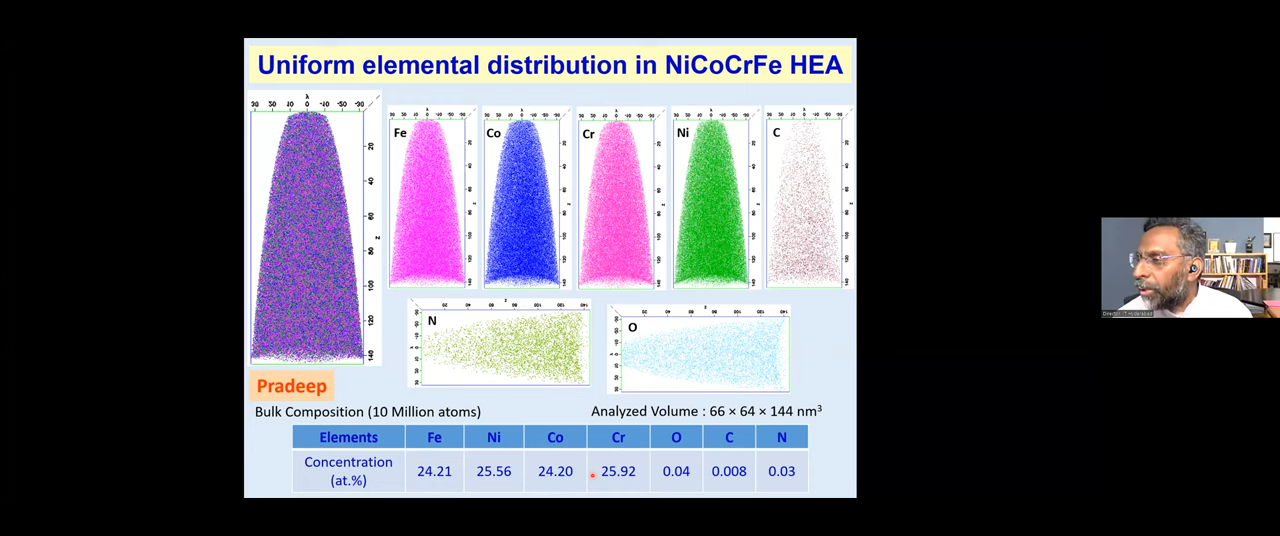 Uniform elemental distribution in NiCoCrFe HEA
Fe
Co
Cr
Ni
C
N
O
Pradeep
Bulk Composition (10 Million atoms)
Analyzed Volume : 66 × 64 × 144 nm³
Elements Fe Ni Co Cr O C N
Concentration (at.%) 24.21 25.56 24.20 25.92 0.04 0.008 0.03